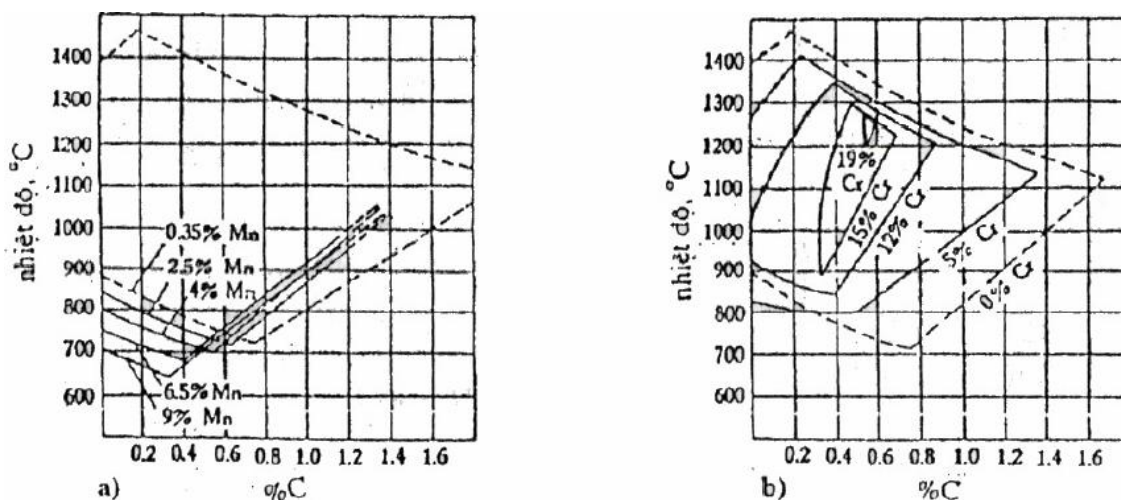 1400
1300
1200
1100
1000
900
800
700
600
nhiệt độ, °C
0.35% Mn
2.5% Mn
4% Mn
6.5% Mn
9% Mn
0.2 0.4 0.6 0.8 1.0 1.2 1.4 1.6
a) %C
1400
1300
1200
1100
1000
900
800
700
600
nhiệt độ, °C
19%
Cr
15% Cr
12% Cr
5% Cr
0% Cr
0.2 0.4 0.6 0.8 1.0 1.2 1.4 1.6
b) %C